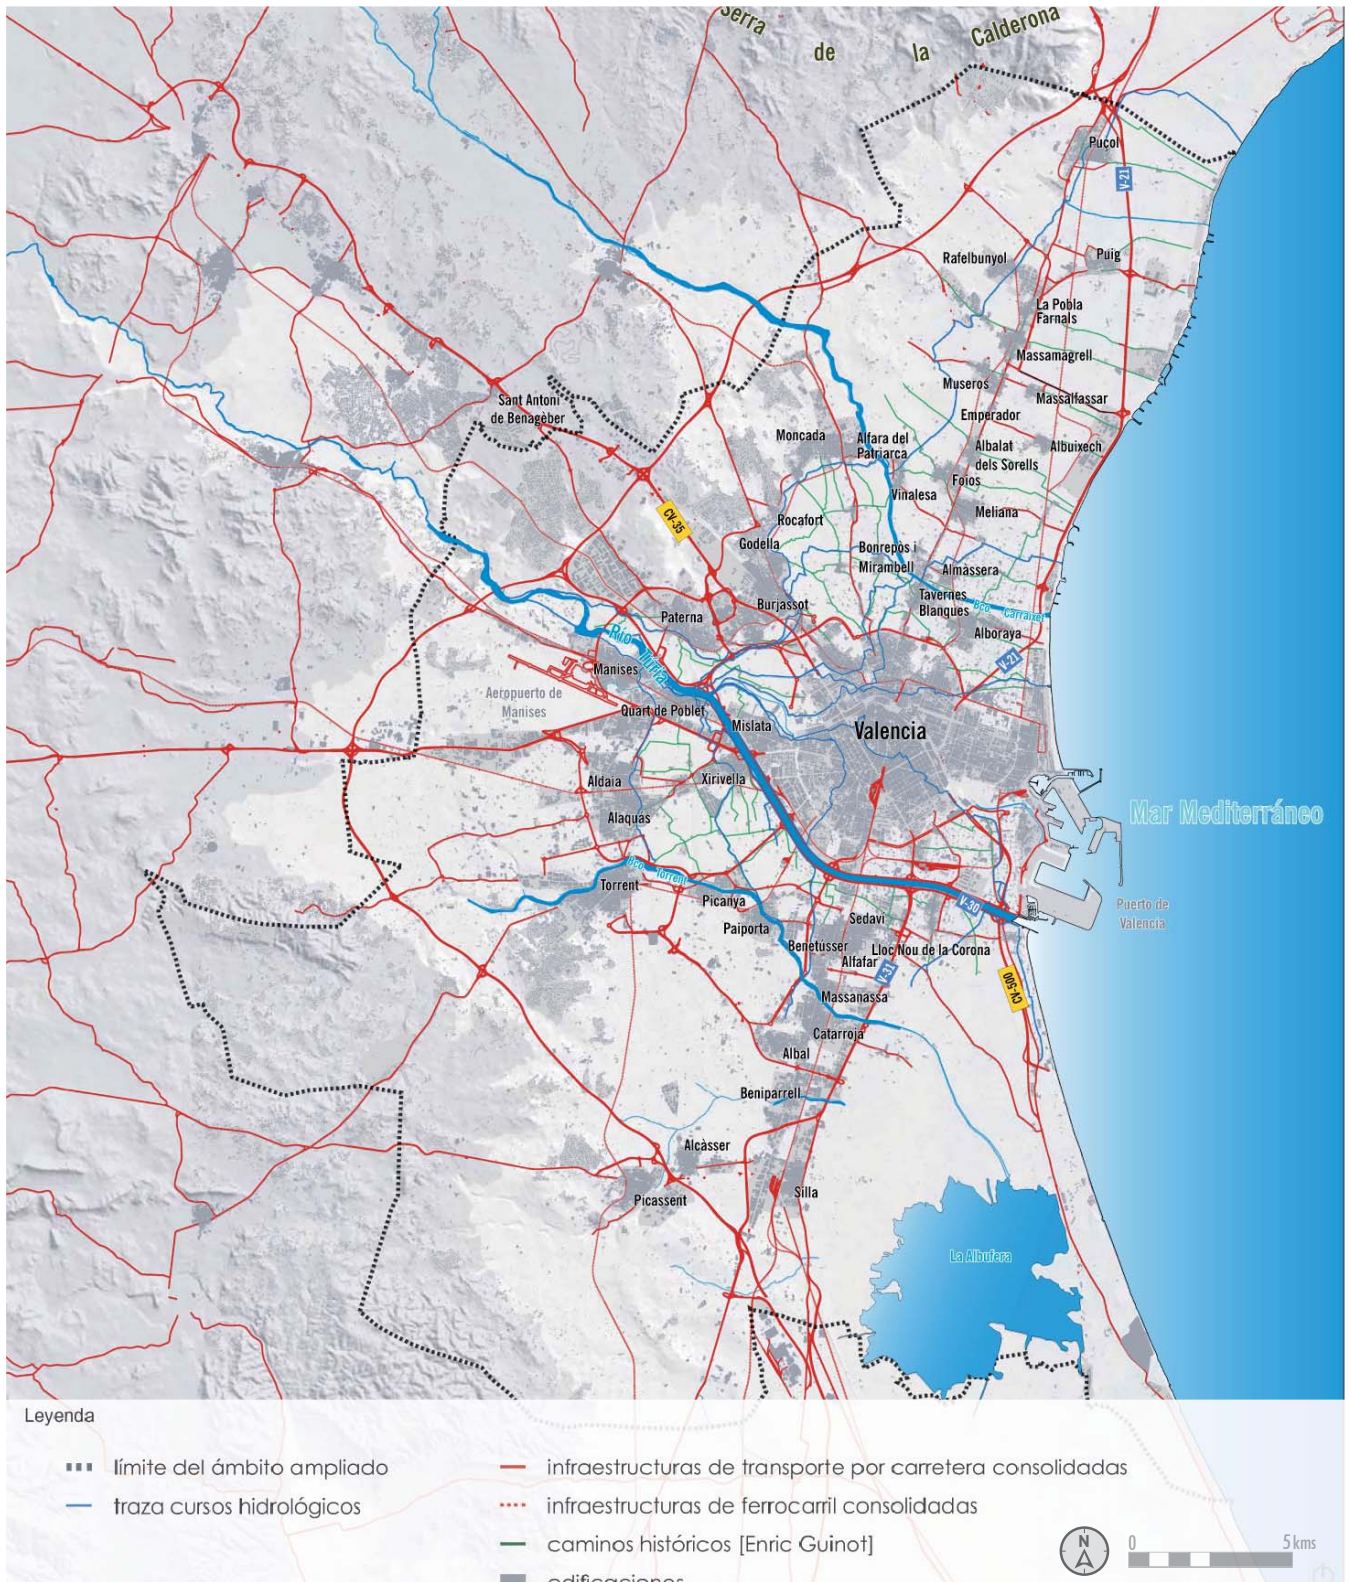 Serra de la Calderona
Puçol
V-21
Rafelbunyol
Puig
La Pobla
Farnals
Massamagrell
Museros
Massalfassar
Emperador
Sant Antoni
de Benagèber
Moncada
Alfara del
Patriarca
Albalat
dels Sorells
Albuixech
Foios
Vinalesa
Meliana
CV-35
Rocafort
Godella
Bonrepòs i
Mirambell
Almàssera
Tavernes
Blanques
Bco. Carraixet
Burjassot
Paterna
Alboraya
V-21
Río Túria
Manises
Aeropuerto de
Manises
Quart de Poblet
Mislata
Valencia
Aldaia
Xirivella
Mar Mediterráneo
Alaquàs
Bco. Torrent
Torrent
Picanya
V-30
Puerto de
Valencia
Paiporta
Sedaví
Benetússer
Lloc Nou de la Corona
Alfafar
V-31
CV-500
Massanassa
Catarroja
Albal
Beniparrell
Alcàsser
Picassent
Silla
La Albufera
Leyenda
límite del ámbito ampliado
traza cursos hidrológicos
infraestructuras de transporte por carretera consolidadas
infraestructuras de ferrocarril consolidadas
caminos históricos [Enric Guinot]
edificaciones
N
0 5 kms